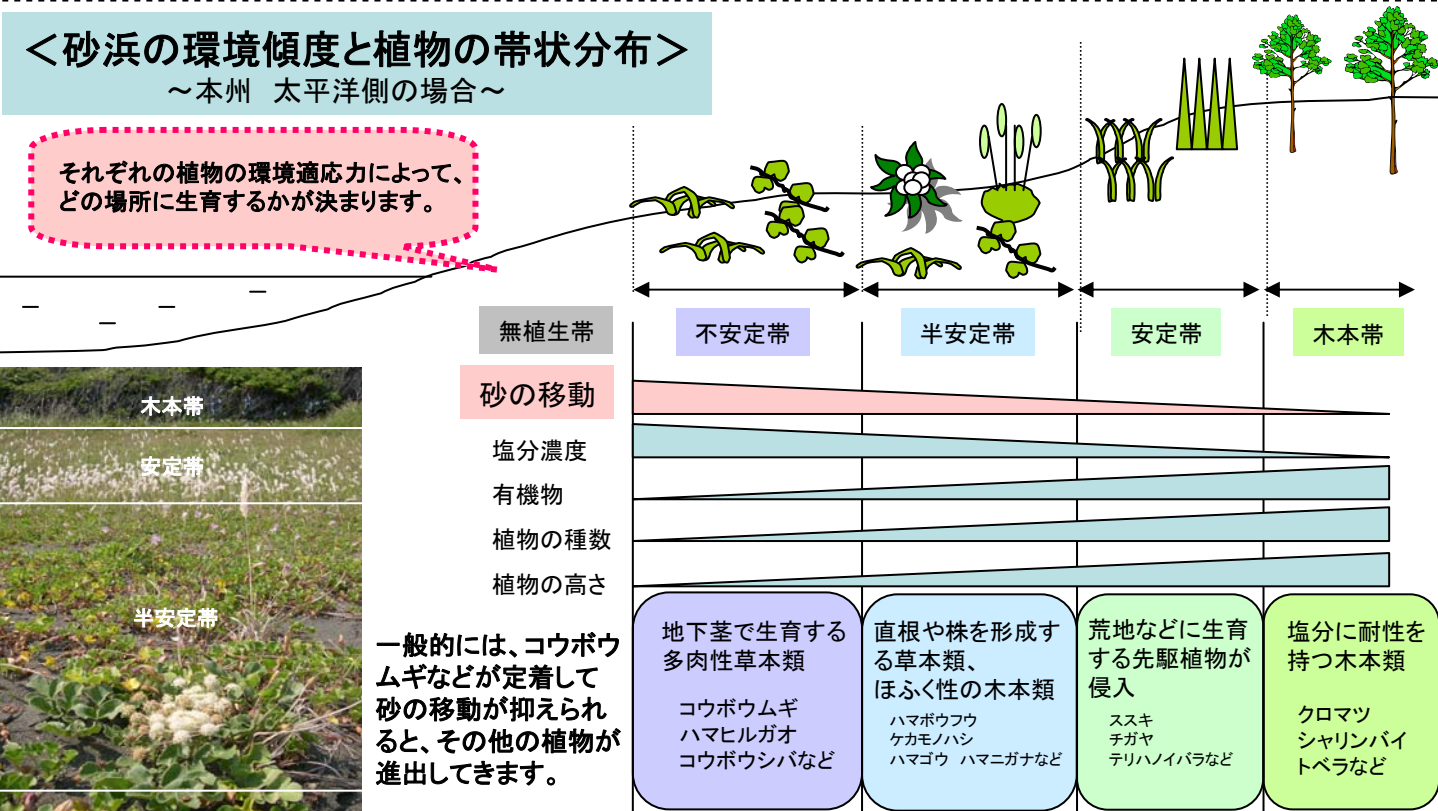 ＜砂浜の環境傾度と植物の帯状分布＞
～本州　太平洋側の場合～
それぞれの植物の環境適応力によって、
どの場所に生育するかが決まります。
無植生帯
不安定帯
半安定帯
安定帯
木本帯
砂の移動
塩分濃度
有機物
植物の種数
植物の高さ
木本帯
安定帯
半安定帯
一般的には、コウボウ
ムギなどが定着して
砂の移動が抑えられ
ると、その他の植物が
進出してきます。
地下茎で生育する
多肉性草本類
コウボウムギ
ハマヒルガオ
コウボウシバなど
直根や株を形成す
る草本類、
ほふく性の木本類
ハマボウフウ
ケカモノハシ
ハマゴウ　ハマニガナなど
荒地などに生育
する先駆植物が
侵入
ススキ
チガヤ
テリハノイバラなど
塩分に耐性を
持つ木本類
クロマツ
シャリンバイ
トベラなど